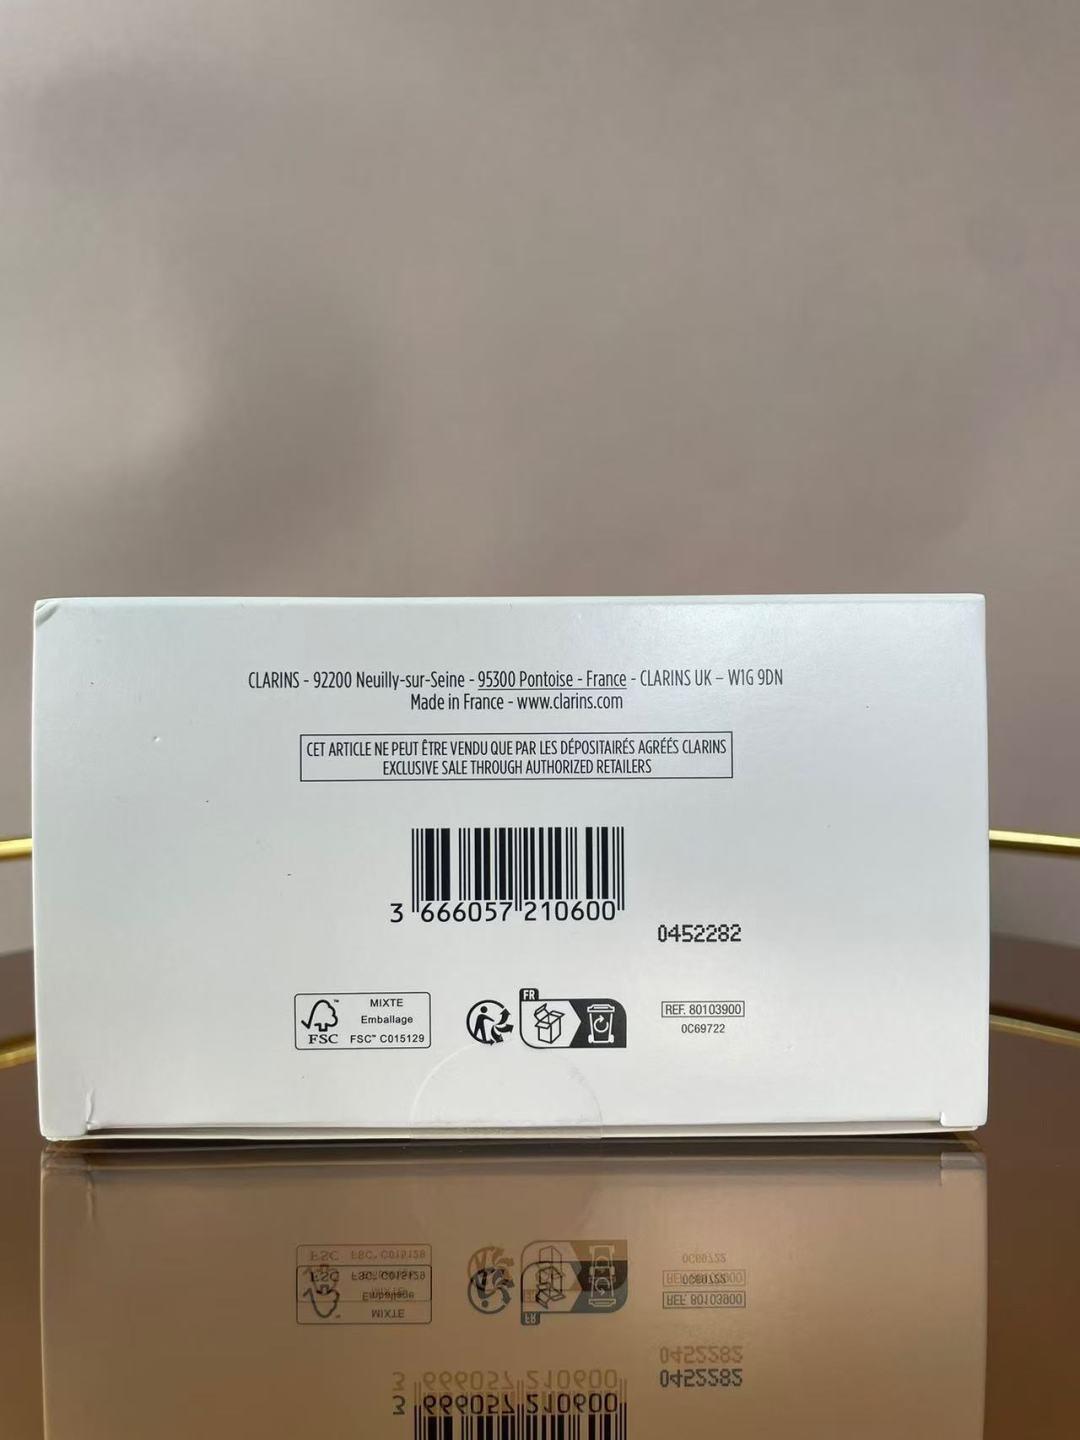 CLARINS - 92200 Neuilly-sur-Seine - 95300 Pontoise - France - CLARINS UK – W1G 9DN
Made in France - www.clarins.com
CET ARTICLE NE PEUT ÊTRE VENDU QUE PAR LES DÉPOSITAIRÉS AGRÉÉS CLARINS
EXCLUSIVE SALE THROUGH AUTHORIZED RETAILERS
3 666057 210600
0452282
FSC™
MIXTE
Emballage
FSC™ C015129
FR
REF. 80103900
0C69722